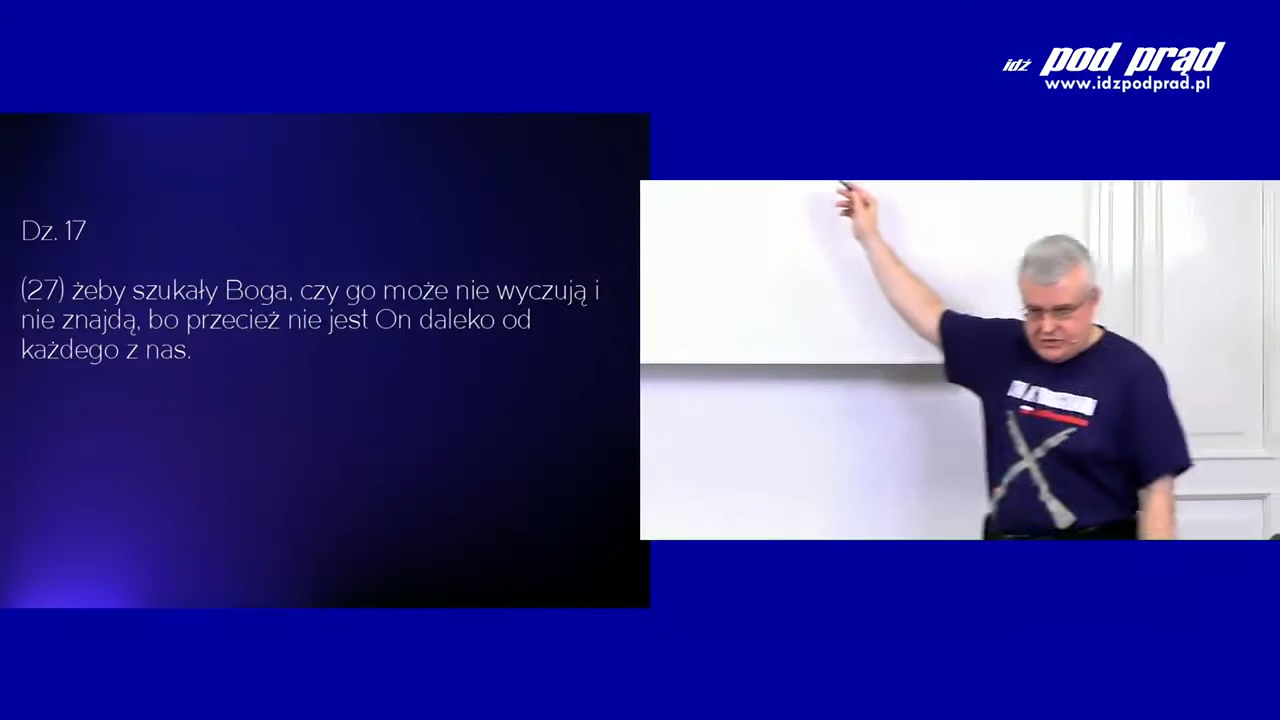 idź pod prąd
www.idzpodprad.pl
Dz. 17
(27) żeby szukały Boga, czy go może nie wyczują i
nie znajdą, bo przecież nie jest On daleko od
każdego z nas.